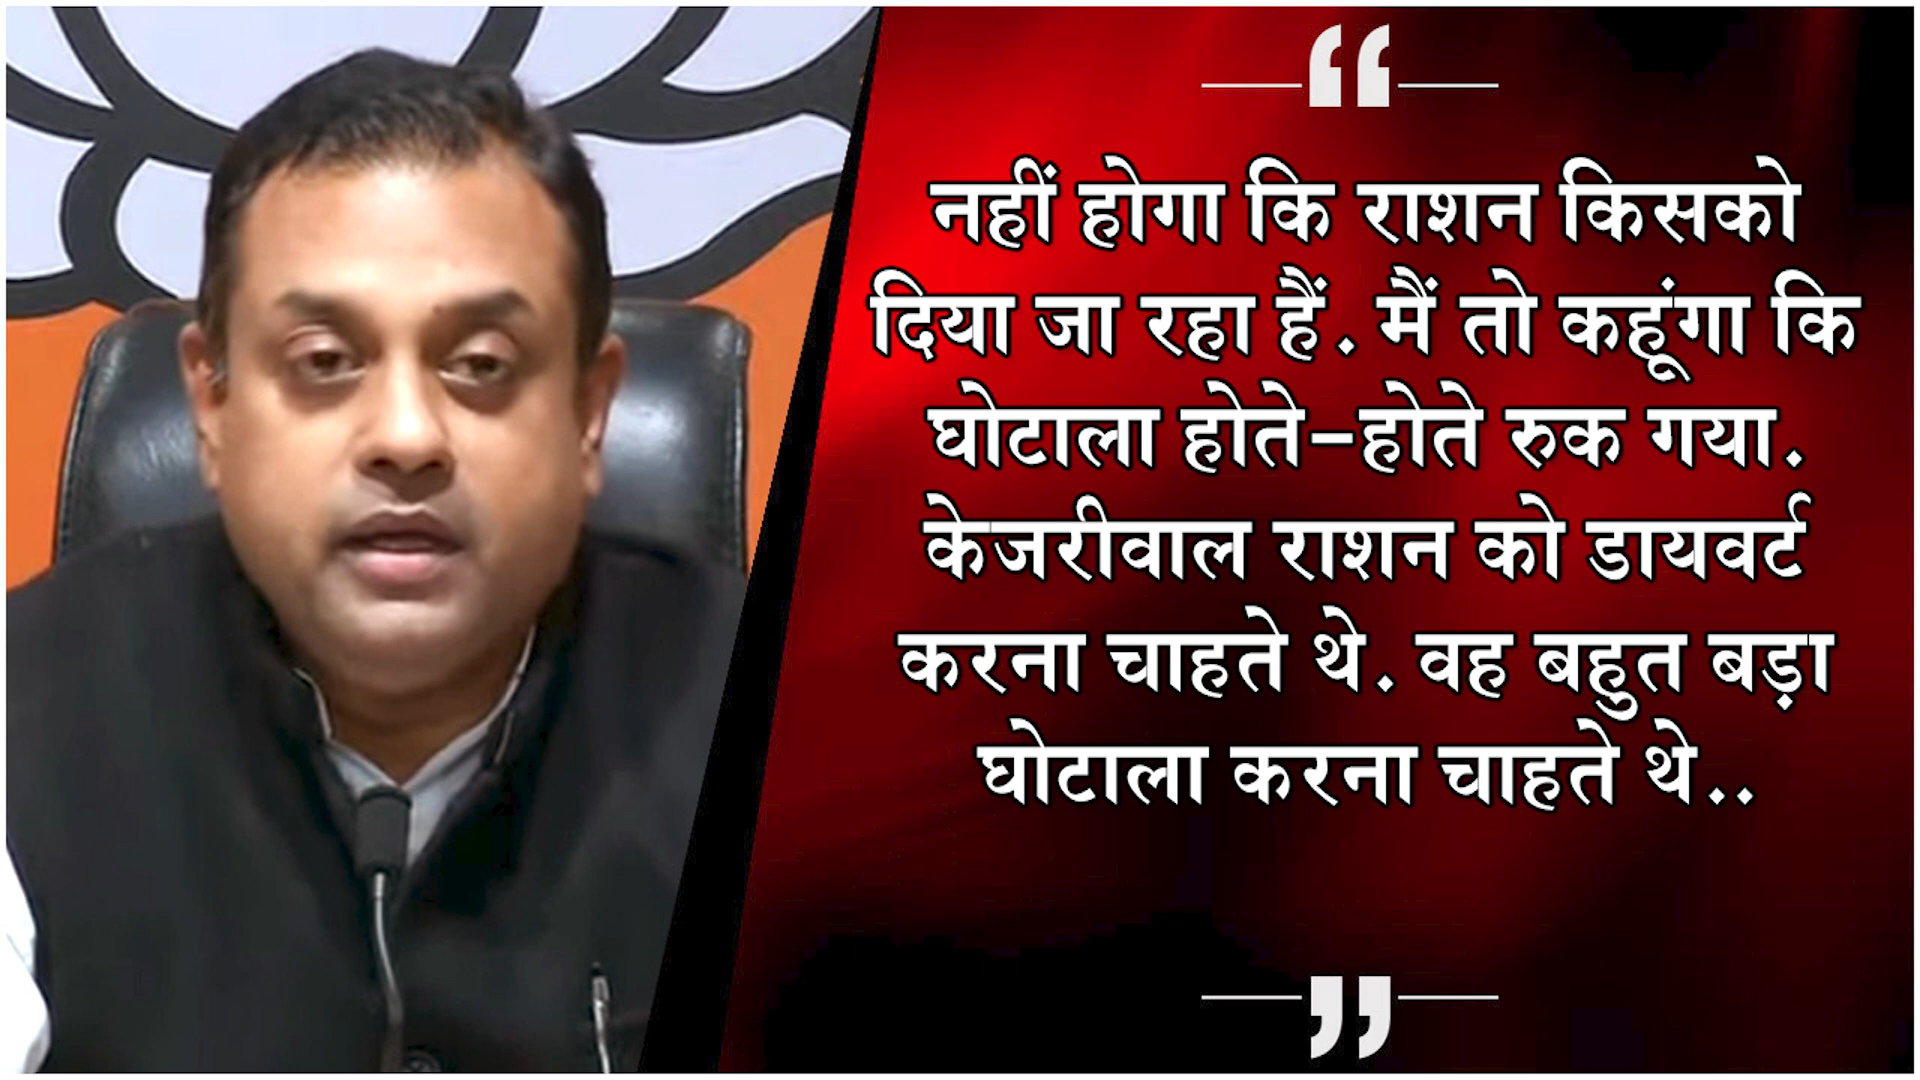 नहीं होगा कि राशन किसको
दिया जा रहा हैं. मैं तो कहूंगा कि
घोटाला होते-होते रुक गया.
केजरीवाल राशन को डायवर्ट
करना चाहते थे. वह बहुत बड़ा
घोटाला करना चाहते थे..